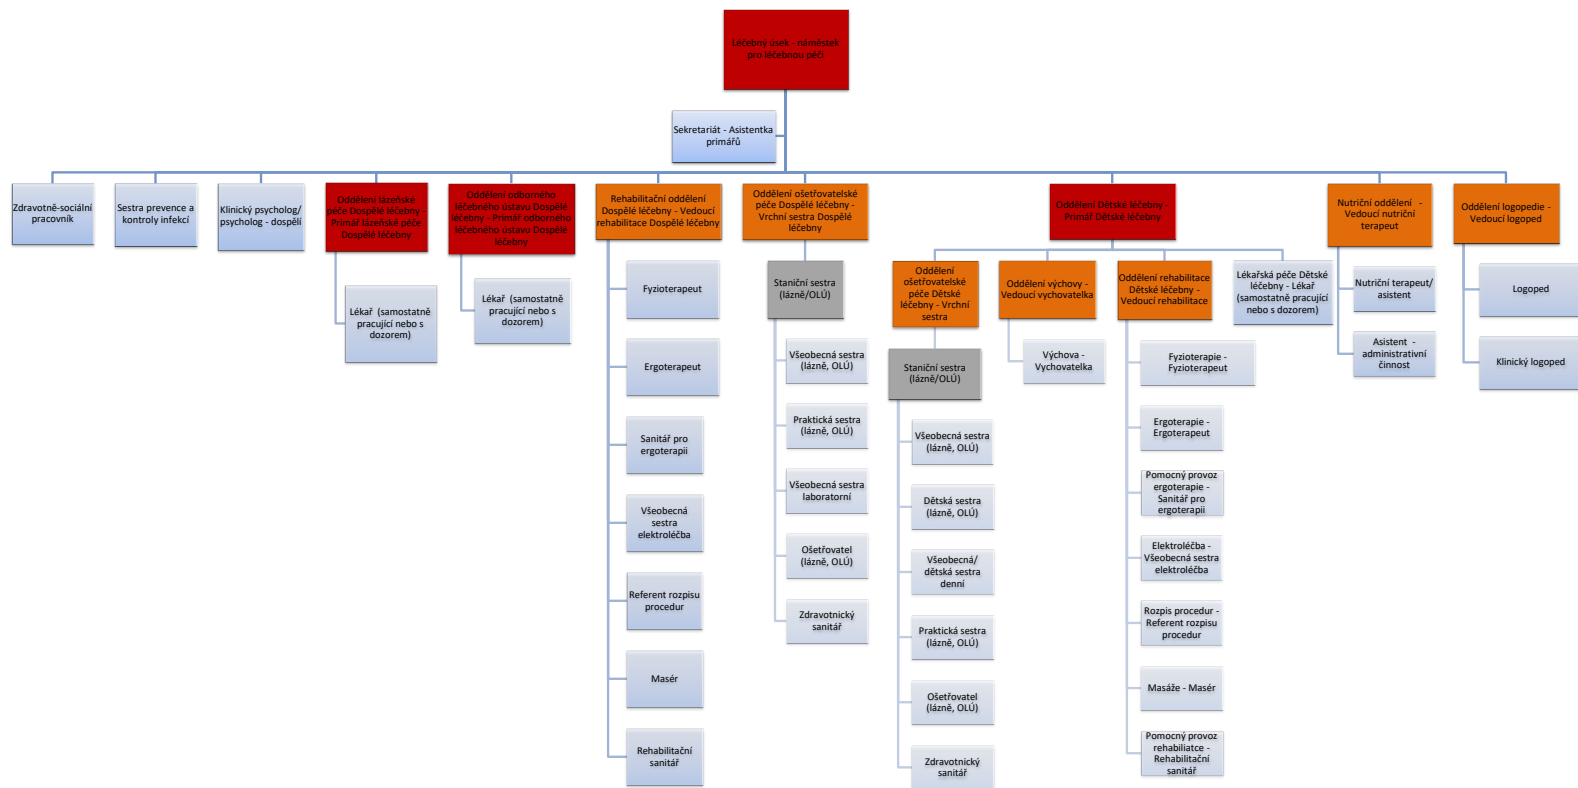 Léčebný úsek - náměstek
pro léčebnou péči
Sekretariát - Asistentka
primářů
Zdravotně-sociální
pracovník
Sestra prevence a
kontroly infekcí
Klinický psycholog/
psycholog - dospělí
Oddělení lázeňské
péče Dospělé léčebny -
Primář lázeňské péče
Dospělé léčebny
Oddělení odborného
léčebného ústavu Dospělé
léčebny - Primář odborného
léčebného ústavu Dospělé
léčebny
Rehabilitační oddělení
Dospělé léčebny - Vedoucí
rehabilitace Dospělé léčebny
Oddělení ošetřovatelské
péče Dospělé léčebny -
Vrchní sestra Dospělé
léčebny
Oddělení Dětské léčebny -
Primář Dětské léčebny
Nutriční oddělení - 
Vedoucí nutriční
terapeut
Oddělení logopedie -
Vedoucí logoped
Lékař (samostatně
pracující nebo s
dozorem)
Lékař (samostatně
pracující nebo s
dozorem)
Fyzioterapeut
Ergoterapeut
Sanitář pro
ergoterapii
Všeobecná
sestra
elektroléčba
Referent rozpisu
procedur
Masér
Rehabilitační
sanitář
Staniční sestra
(lázně/OLÚ)
Všeobecná sestra
(lázně, OLÚ)
Praktická sestra
(lázně, OLÚ)
Všeobecná sestra
laboratorní
Ošetřovatel
(lázně, OLÚ)
Zdravotnický
sanitář
Oddělení
ošetřovatelské
péče Dětské
léčebny - Vrchní
sestra
Staniční sestra
(lázně/OLÚ)
Všeobecná sestra
(lázně, OLÚ)
Dětská sestra
(lázně, OLÚ)
Všeobecná/
dětská sestra
denní
Praktická sestra
(lázně, OLÚ)
Ošetřovatel
(lázně, OLÚ)
Zdravotnický
sanitář
Oddělení výchovy -
Vedoucí vychovatelka
Výchova -
Vychovatelka
Oddělení rehabilitace
Dětské léčebny -
Vedoucí rehabilitace
Fyzioterapie -
Fyzioterapeut
Ergoterapie -
Ergoterapeut
Pomocný provoz
ergoterapie -
Sanitář pro
ergoterapii
Elektroléčba -
Všeobecná sestra
elektroléčba
Rozpis procedur -
Referent rozpisu
procedur
Masáže - Masér
Pomocný provoz
rehabiliatce -
Rehabilitační
sanitář
Lékařská péče Dětské
léčebny - Lékař
(samostatně pracující
nebo s dozorem)
Nutriční terapeut/
asistent
Asistent -
administrativní
činnost
Logoped
Klinický logoped